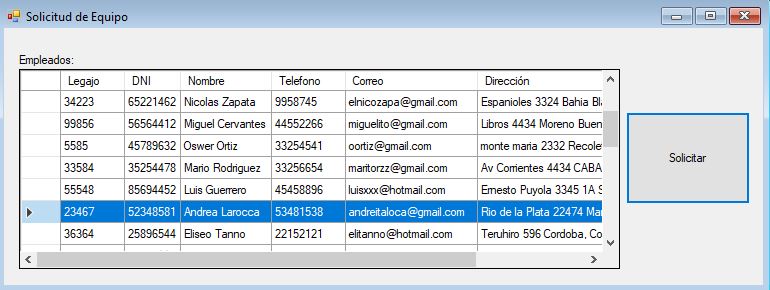 Solicitud de Equipo
Empleados:
Legajo DNI Nombre Telefono Correo Dirección
34223 65221462 Nicolas Zapata 9958745 elnicozapa@gmail.com Espanioles 3324 Bahia Bla
99856 56564412 Miguel Cervantes 44552266 miguelito@gmail.com Libros 4434 Moreno Buen
5585 45789632 Oswer Ortiz 33254541 oortiz@gmail.com monte maria 2332 Recolet
33584 35254478 Mario Rodriguez 33256654 maritorzz@gmail.com Av Corrientes 4434 CABA
55548 85694452 Luis Guerrero 45458896 luisxxx@hotmail.com Ernesto Puyola 3345 1A S
23467 52348581 Andrea Larocca 53481538 andreitaloca@gmail.com Rio de la Plata 22474 Mar
36364 25896544 Eliseo Tanno 22152121 elitanno@hotmail.com Teruhiro 596 Cordoba, Co
Solicitar